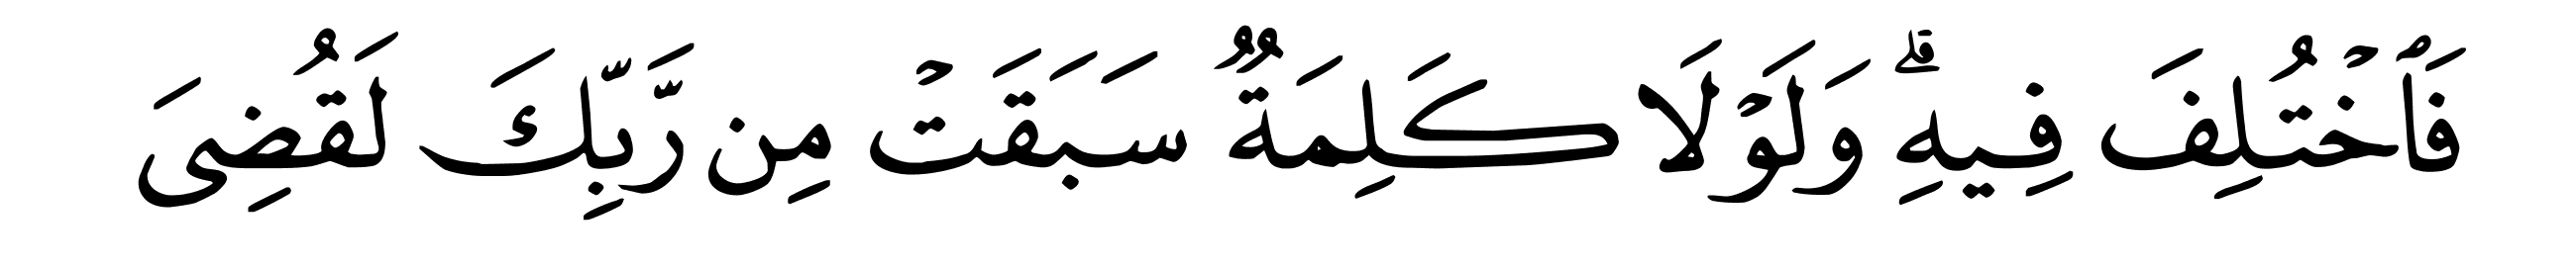 فَٱخۡتُلِفَ فِيهِۗ وَلَوۡلَا كَلِمَةٞ سَبَقَتۡ مِن رَّبِّكَ لَقُضِيَ